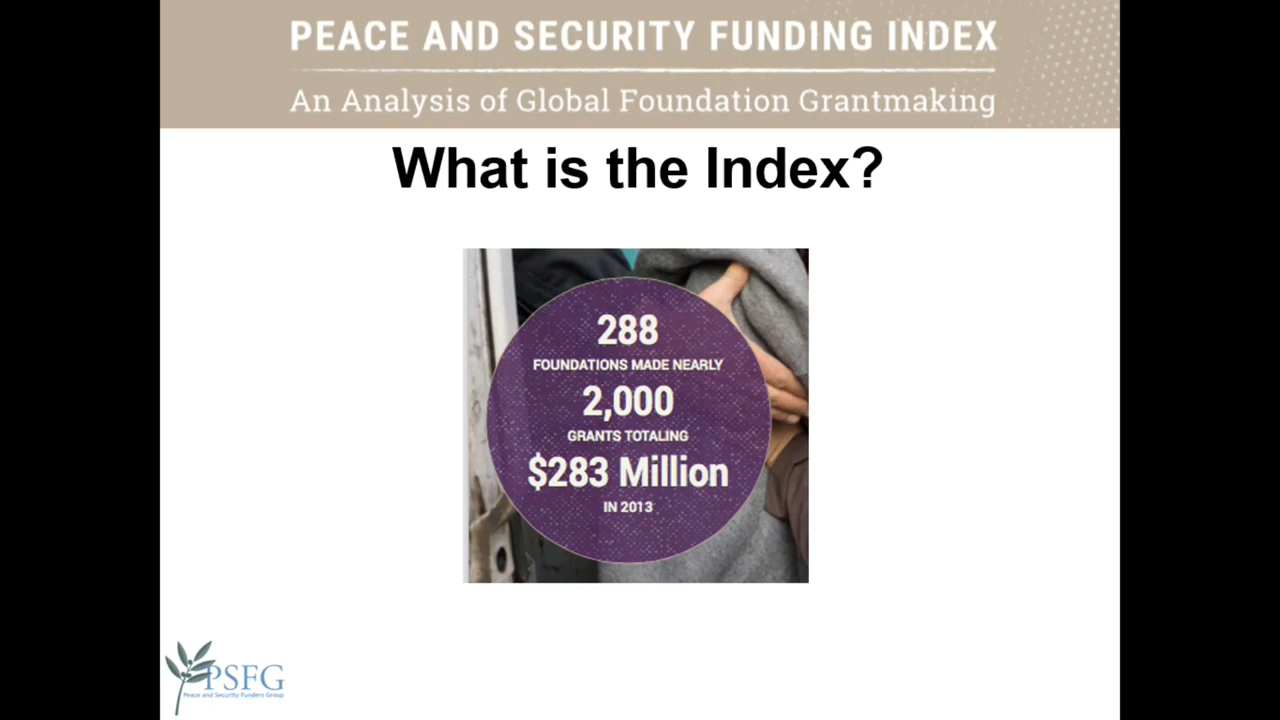 PEACE AND SECURITY FUNDING INDEX
An Analysis of Global Foundation Grantmaking
What is the Index?
288
FOUNDATIONS MADE NEARLY
2,000
GRANTS TOTALING
$283 Million
IN 2013
PSFG
Peace and Security Funders Group